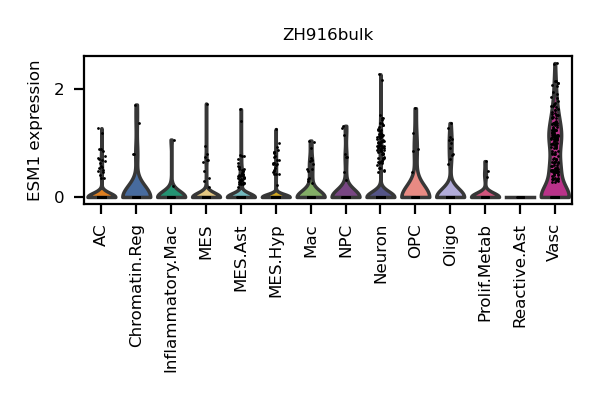 ZH916bulk
ESM1 expression
2
0
AC
Chromatin.Reg
Inflammatory.Mac
MES
MES.Ast
MES.Hyp
Mac
NPC
Neuron
OPC
Oligo
Prolif.Metab
Reactive.Ast
Vasc